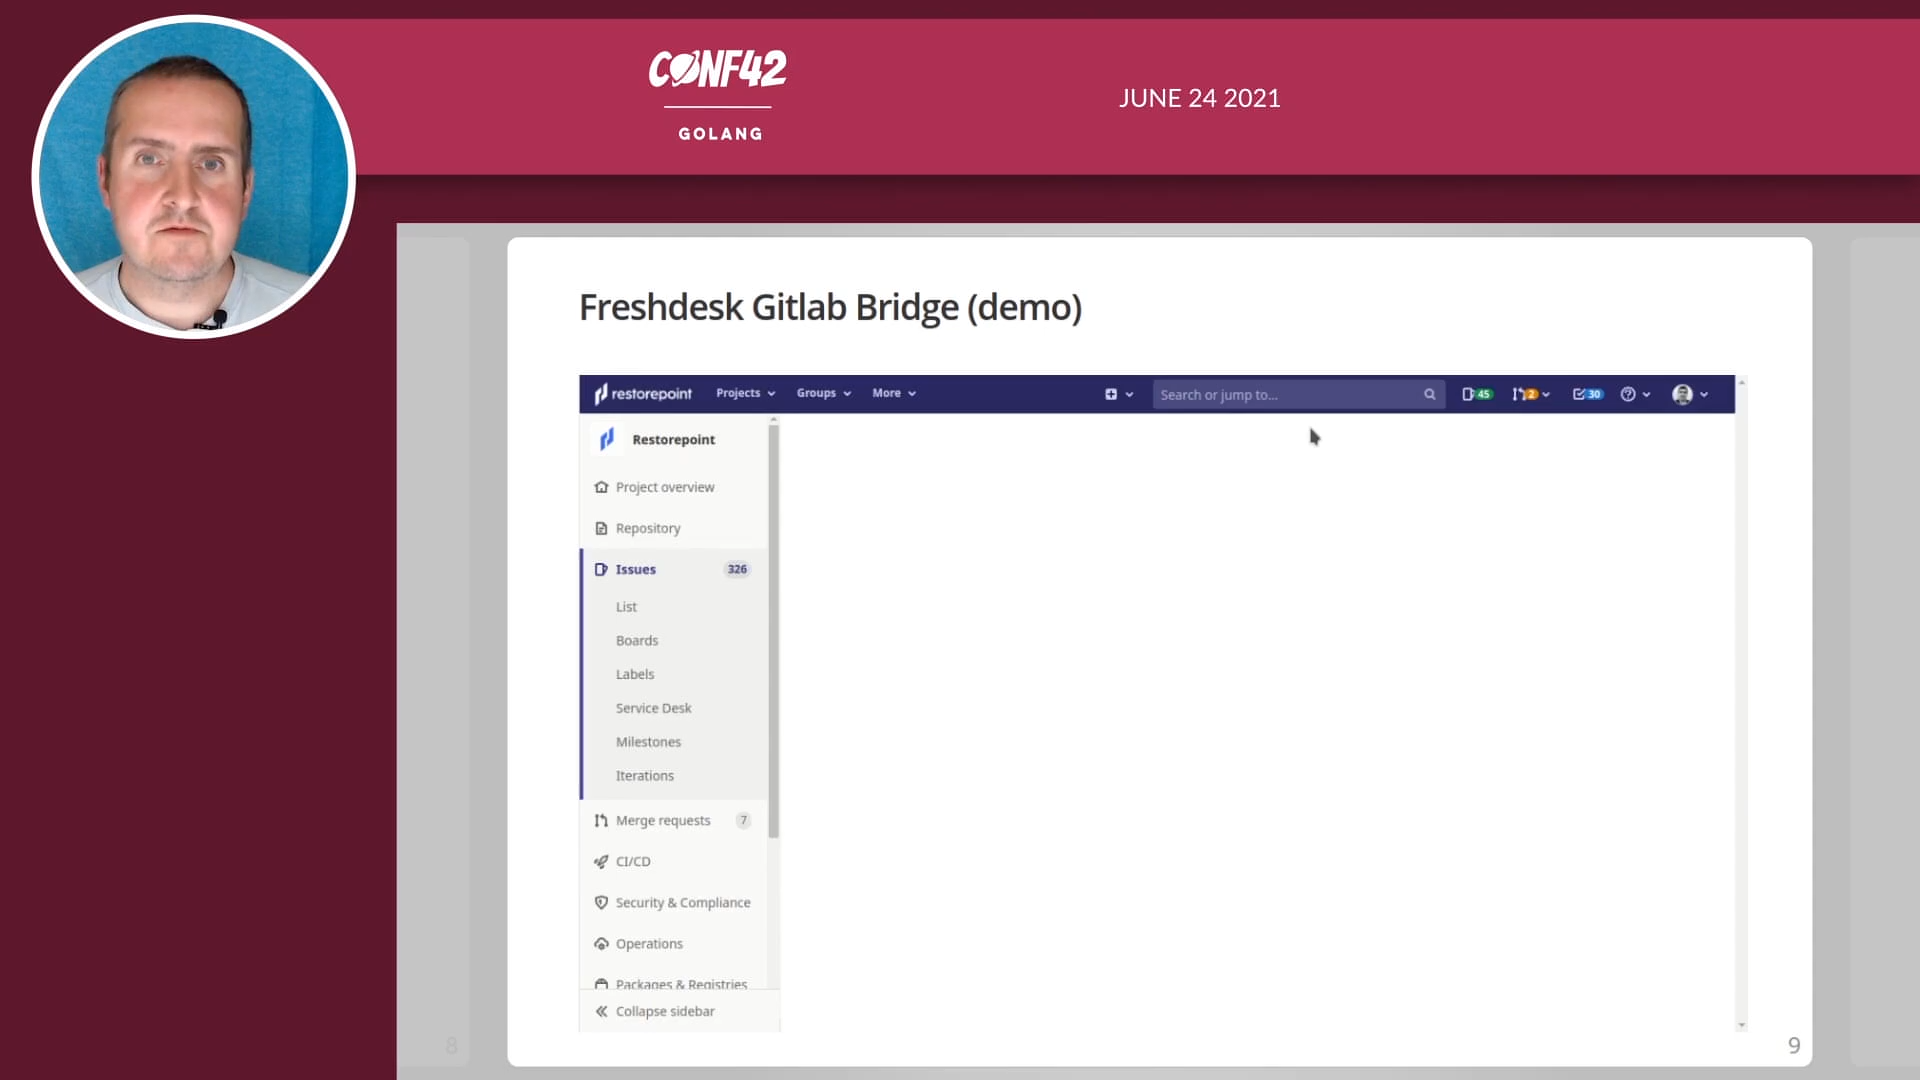 CONF42
GOLANG
JUNE 24 2021
Freshdesk Gitlab Bridge (demo)
restorepoint Projects Groups More Search or jump to... 45 2 30
Restorepoint
Project overview
Repository
Issues 326
List
Boards
Labels
Service Desk
Milestones
Iterations
Merge requests 7
CI/CD
Security & Compliance
Operations
Packages & Registries
Collapse sidebar
8
9